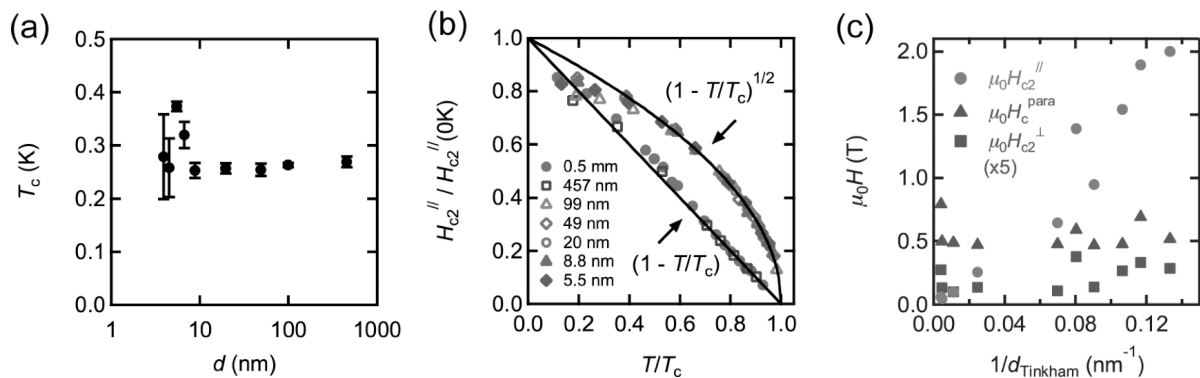 (a)
0.5
0.4
0.3
0.2
0.1
0.0
T_c (K)
1
10
100
1000
d (nm)
(b)
1.0
0.8
0.6
0.4
0.2
0.0
H_c2^// / H_c2^//(0K)
(1 - T/T_c)^1/2
(1 - T/T_c)
0.5 mm
457 nm
99 nm
49 nm
20 nm
8.8 nm
5.5 nm
0.0
0.2
0.4
0.6
0.8
1.0
T/T_c
(c)
2.0
1.5
1.0
0.5
0.0
μ_0H (T)
μ_0H_c2^//
μ_0H_c^para
μ_0H_c2^⊥
(x5)
0.00
0.04
0.08
0.12
1/d_Tinkham (nm^-1)